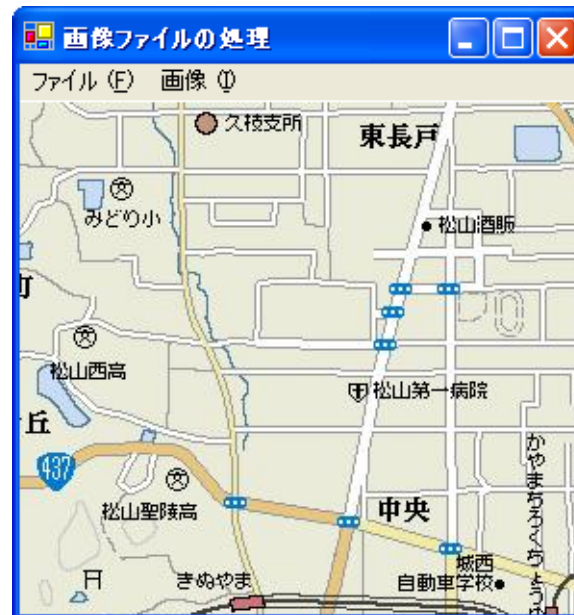 画像ファイルの処理
ファイル (F) 画像 (I)
久枝支所
東長戸
みどり小
松山酒販
町
松山西高
松山第一病院
丘
かやまちろくちょうめ
437
松山聖陵高
中央
城西
自動車学校
きぬやま